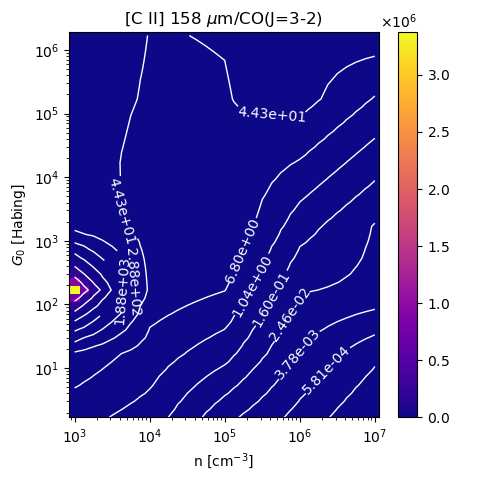 [C II] 158 μm/CO(J=3-2)
×10⁶
10⁶
10⁵
10⁴
10³
10²
10¹
G₀ [Habing]
4.43e+01
4.43e+01
2.88e+02
1.88e+03
6.80e+00
1.04e+00
1.60e-01
2.46e-02
3.78e-03
5.81e-04
3.0
2.5
2.0
1.5
1.0
0.5
0.0
10³ 10⁴ 10⁵ 10⁶ 10⁷
n [cm⁻³]